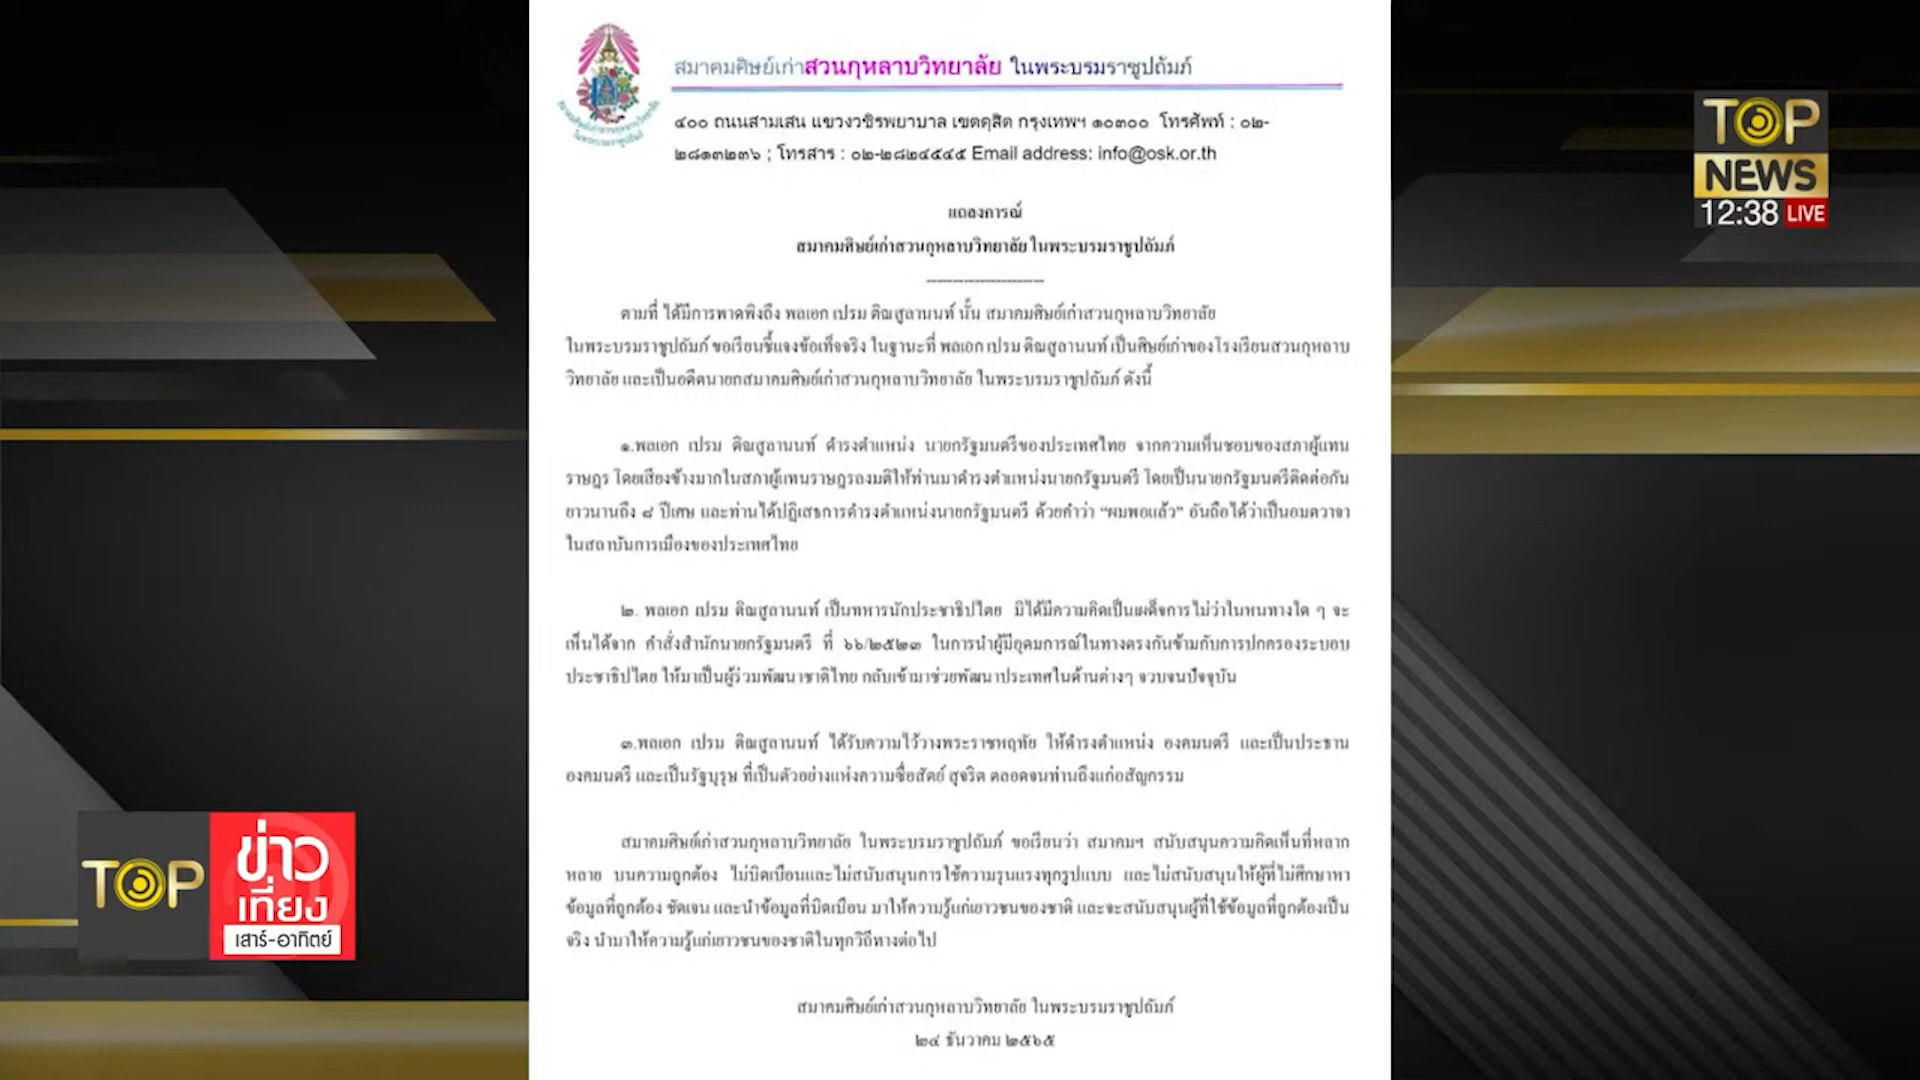 สมาคมศิษย์เก่าสวนกุหลาบวิทยาลัย ในพระบรมราชูปถัมภ์
๔๐๐ ถนนสามเสน แขวงวชิรพยาบาล เขตดุสิต กรุงเทพฯ ๑๐๓๐๐ โทรศัพท์ : ๐๒-
๒๘๑๓๒๓๖ ; โทรสาร : ๐๒-๒๘๒๔๕๔๕ Email address: info@osk.or.th
สมาคมศิษย์เก่าสวนกุหลาบวิทยาลัย
ในพระบรมราชูปถัมภ์
TOP
NEWS
12:38 LIVE
แถลงการณ์
สมาคมศิษย์เก่าสวนกุหลาบวิทยาลัย ในพระบรมราชูปถัมภ์
-----------------------
ตามที่ ได้มีการพาดพิงถึง พลเอก เปรม ติณสูลานนท์ นั้น สมาคมศิษย์เก่าสวนกุหลาบวิทยาลัย
ในพระบรมราชูปถัมภ์ ขอเรียนชี้แจงข้อเท็จจริง ในฐานะที่ พลเอก เปรม ติณสูลานนท์ เป็นศิษย์เก่าของโรงเรียนสวนกุหลาบ
วิทยาลัย และเป็นอดีตนายกสมาคมศิษย์เก่าสวนกุหลาบวิทยาลัย ในพระบรมราชูปถัมภ์ ดังนี้
๑.พลเอก เปรม ติณสูลานนท์ ดำรงตำแหน่ง นายกรัฐมนตรีของประเทศไทย จากความเห็นชอบของสภาผู้แทน
ราษฎร โดยเสียงข้างมากในสภาผู้แทนราษฎรลงมติให้ท่านมาดำรงตำแหน่งนายกรัฐมนตรี โดยเป็นนายกรัฐมนตรีติดต่อกัน
ยาวนานถึง ๘ ปีเศษ และท่านได้ปฏิเสธการดำรงตำแหน่งนายกรัฐมนตรี ด้วยคำว่า “ผมพอแล้ว” อันถือได้ว่าเป็นอมตวาจา
ในสถาบันการเมืองของประเทศไทย
๒. พลเอก เปรม ติณสูลานนท์ เป็นทหารนักประชาธิปไตย มิได้มีความคิดเป็นเผด็จการไม่ว่าในหนทางใด ๆ จะ
เห็นได้จาก คำสั่งสำนักนายกรัฐมนตรี ที่ ๖๖/๒๕๒๓ ในการนำผู้มีอุดมการณ์ในทางตรงกันข้ามกับการปกครองระบอบ
ประชาธิปไตย ให้มาเป็นผู้ร่วมพัฒนาชาติไทย กลับเข้ามาช่วยพัฒนาประเทศในด้านต่างๆ จวบจนปัจจุบัน
๓.พลเอก เปรม ติณสูลานนท์ ได้รับความไว้วางพระราชหฤทัย ให้ดำรงตำแหน่ง องคมนตรี และเป็นประธาน
องคมนตรี และเป็นรัฐบุรุษ ที่เป็นตัวอย่างแห่งความซื่อสัตย์ สุจริต ตลอดจนท่านถึงแก่อสัญกรรม
สมาคมศิษย์เก่าสวนกุหลาบวิทยาลัย ในพระบรมราชูปถัมภ์ ขอเรียนว่า สมาคมฯ สนับสนุนความคิดเห็นที่หลาก
หลาย บนความถูกต้อง ไม่บิดเบือนและไม่สนับสนุนการใช้ความรุนแรงทุกรูปแบบ และไม่สนับสนุนให้ผู้ที่ไม่ศึกษาหา
ข้อมูลที่ถูกต้อง ชัดเจน และนำข้อมูลที่บิดเบือน มาให้ความรู้แก่เยาวชนของชาติ และจะสนับสนุนผู้ที่ใช้ข้อมูลที่ถูกต้องเป็น
จริง นำมาให้ความรู้แก่เยาวชนของชาติในทุกวิถีทางต่อไป
TOP
ข่าว
เที่ยง
เสาร์-อาทิตย์
สมาคมศิษย์เก่าสวนกุหลาบวิทยาลัย ในพระบรมราชูปถัมภ์
๒๔ ธันวาคม ๒๕๖๕